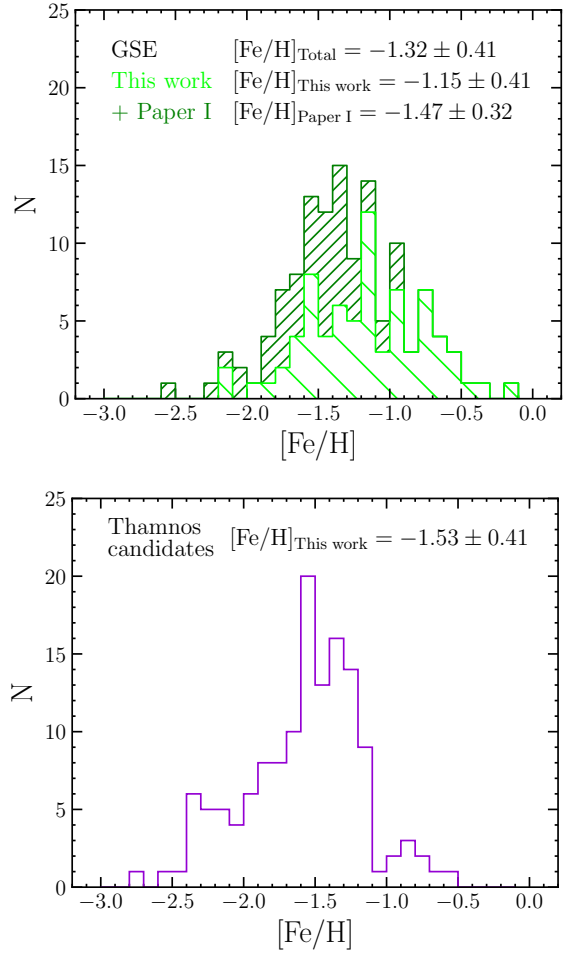 25
GSE [Fe/H]Total = −1.32 ± 0.41
This work [Fe/H]This work = −1.15 ± 0.41
+ Paper I [Fe/H]Paper I = −1.47 ± 0.32
20
15
N
10
5
0
−3.0 −2.5 −2.0 −1.5 −1.0 −0.5 0.0
[Fe/H]
25
Thamnos
candidates [Fe/H]This work = −1.53 ± 0.41
20
15
N
10
5
0
−3.0 −2.5 −2.0 −1.5 −1.0 −0.5 0.0
[Fe/H]